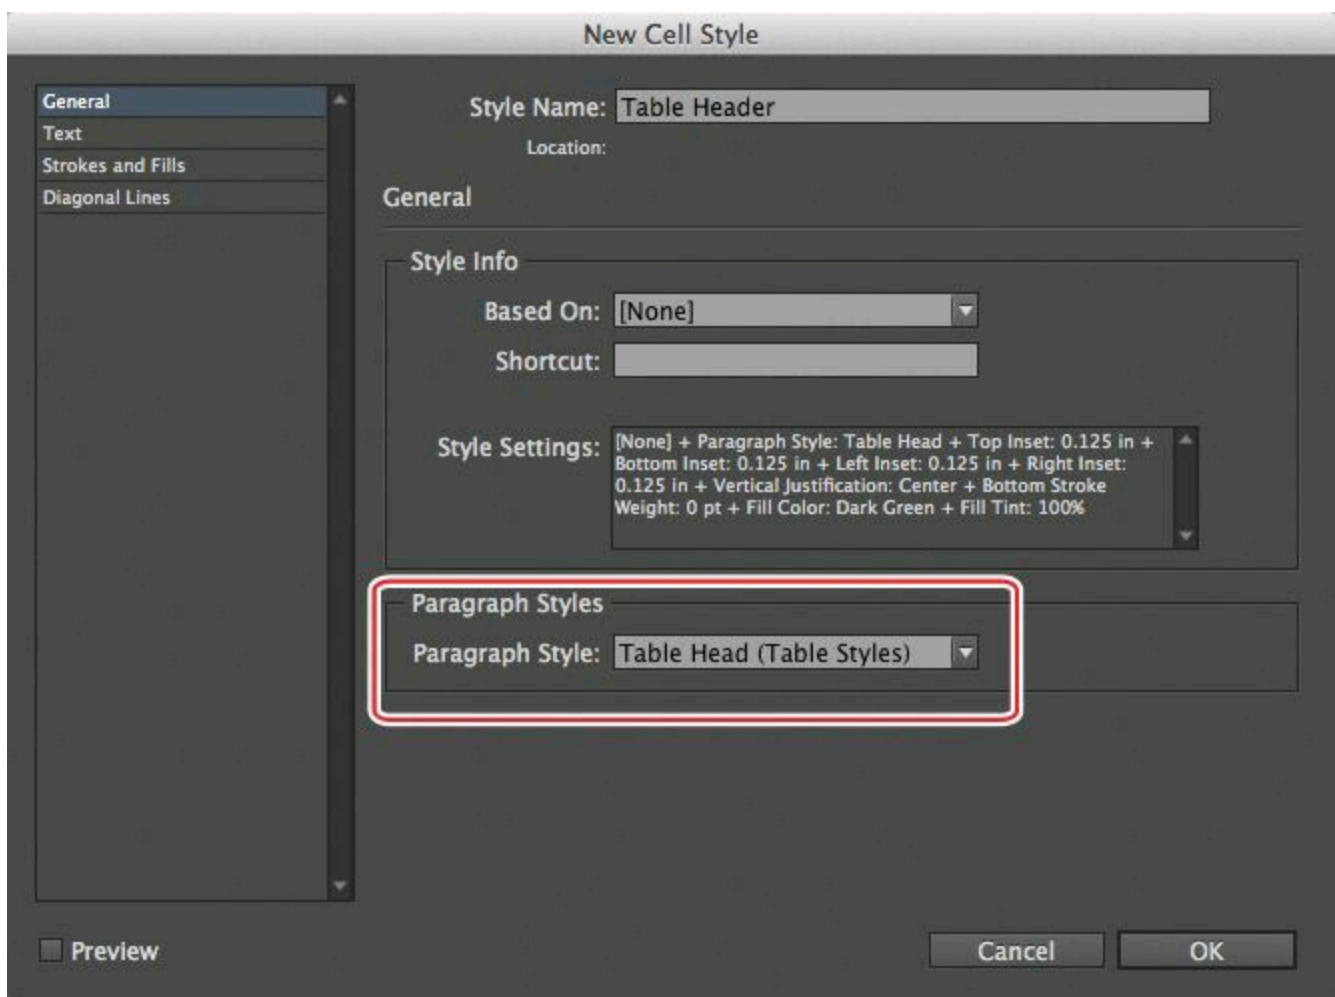 New Cell Style
General
Text
Strokes and Fills
Diagonal Lines
Style Name: Table Header
Location:
General
Style Info
Based On: [None]
Shortcut:
Style Settings: [None] + Paragraph Style: Table Head + Top Inset: 0.125 in +
Bottom Inset: 0.125 in + Left Inset: 0.125 in + Right Inset:
0.125 in + Vertical Justification: Center + Bottom Stroke
Weight: 0 pt + Fill Color: Dark Green + Fill Tint: 100%
Paragraph Styles
Paragraph Style: Table Head (Table Styles)
Preview
Cancel
OK